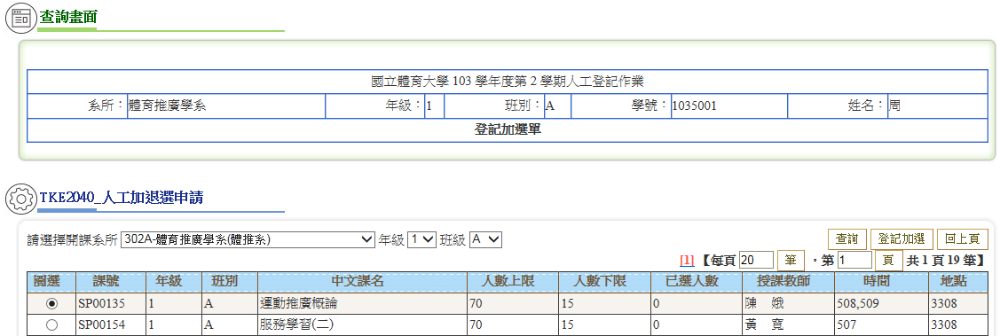 查詢畫面
國立體育大學 103 學年度第 2 學期人工登記作業
系所：體育推廣學系 年級：1 班別：A 學號：1035001 姓名：周
登記加選單
TKE2040_人工加退選申請
請選擇開課系所 302A-體育推廣學系(體推系) 年級 1 班級 A 查詢 登記加選 回上頁
[1] 【每頁 20 筆 ，第 1 頁 共 1 頁 19 筆】
圈選 課號 年級 班別 中文課名 人數上限 人數下限 已選人數 授課教師 時間 地點
SP00135 1 A 運動推廣概論 70 15 0 陳 娥 508,509 3308
SP00154 1 A 服務學習(二) 70 15 0 黃 寬 507 3308